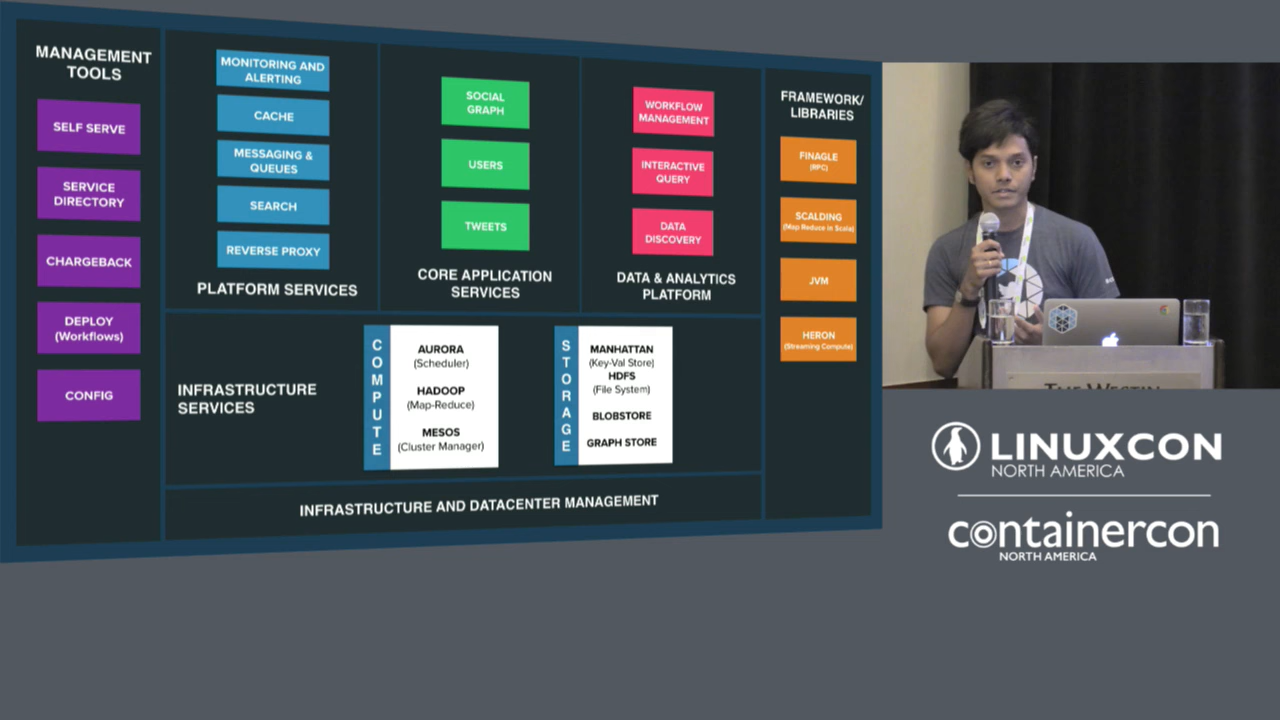 MANAGEMENT
TOOLS
SELF SERVE
SERVICE
DIRECTORY
CHARGEBACK
DEPLOY
(Workflows)
CONFIG
MONITORING AND
ALERTING
CACHE
MESSAGING &
QUEUES
SEARCH
REVERSE PROXY
PLATFORM SERVICES
SOCIAL
GRAPH
USERS
TWEETS
CORE APPLICATION
SERVICES
WORKFLOW
MANAGEMENT
INTERACTIVE
QUERY
DATA
DISCOVERY
DATA & ANALYTICS
PLATFORM
FRAMEWORK/
LIBRARIES
FINAGLE
(RPC)
SCALDING
(Map Reduce in Scala)
JVM
HERON
(Streaming Compute)
INFRASTRUCTURE
SERVICES
COMPUTE
AURORA
(Scheduler)
HADOOP
(Map-Reduce)
MESOS
(Cluster Manager)
STORAGE
MANHATTAN
(Key-Val Store)
HDFS
(File System)
BLOBSTORE
GRAPH STORE
INFRASTRUCTURE AND DATACENTER MANAGEMENT
THE WESTIN
LINUXCON
NORTH AMERICA
containercon
NORTH AMERICA